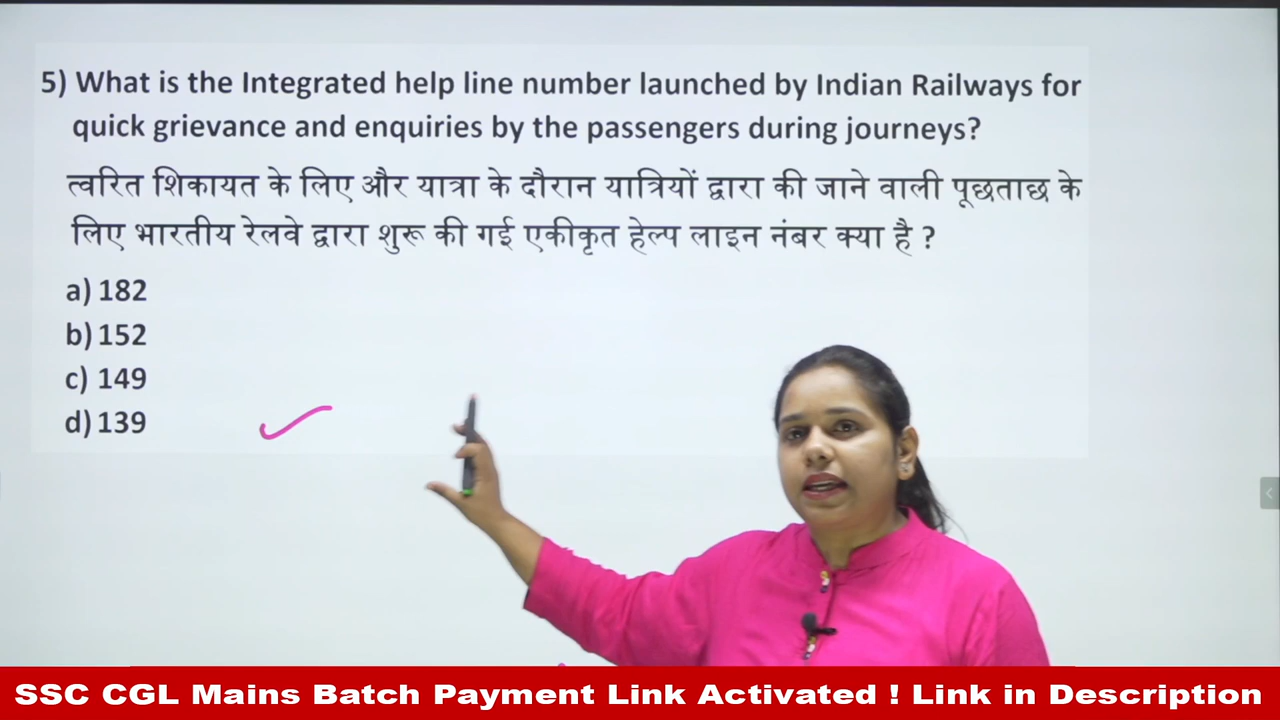 5) What is the Integrated help line number launched by Indian Railways for
quick grievance and enquiries by the passengers during journeys?
त्वरित शिकायत के लिए और यात्रा के दौरान यात्रियों द्वारा की जाने वाली पूछताछ के
लिए भारतीय रेलवे द्वारा शुरू की गई एकीकृत हेल्प लाइन नंबर क्या है ?
a) 182
b) 152
c) 149
d) 139
SSC CGL Mains Batch Payment Link Activated ! Link in Description